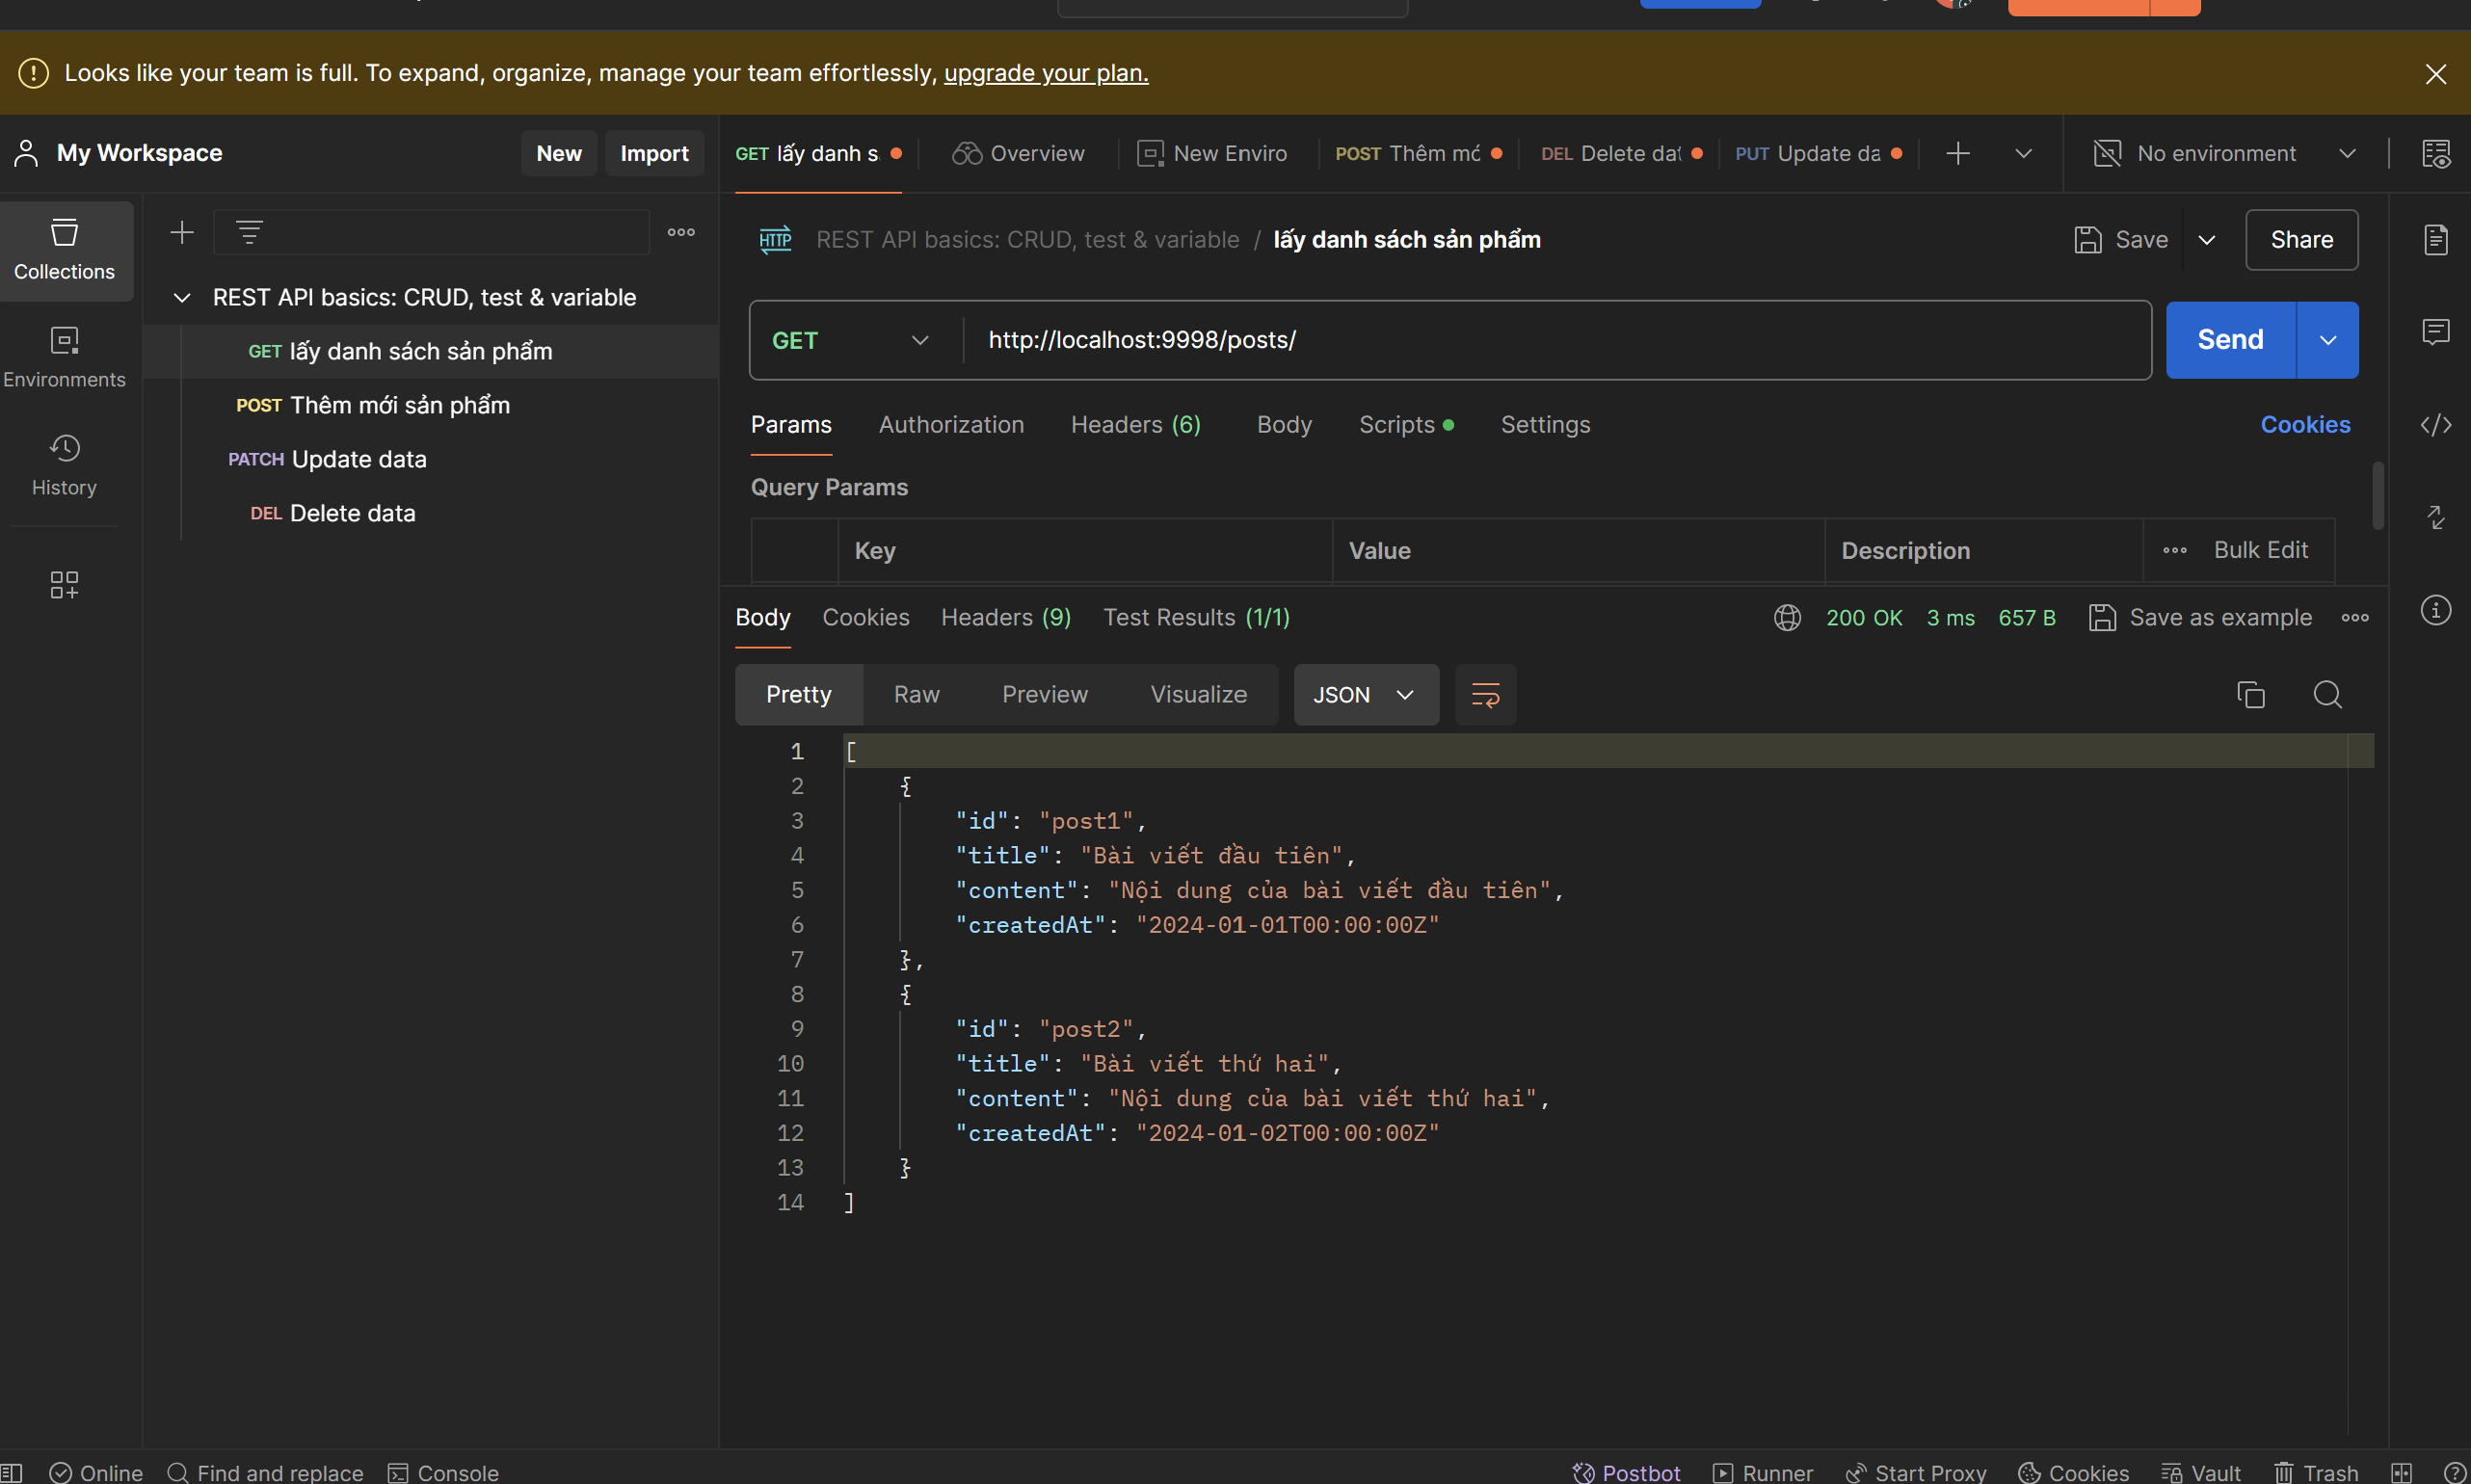 Looks like your team is full. To expand, organize, manage your team effortlessly, upgrade your plan.
My Workspace
New
Import
GET lấy danh s
Overview
New Enviro
POST Thêm mớ
DEL Delete dat
PUT Update da
No environment
Collections
Environments
History
REST API basics: CRUD, test & variable
GET lấy danh sách sản phẩm
POST Thêm mới sản phẩm
PATCH Update data
DEL Delete data
HTTP REST API basics: CRUD, test & variable / lấy danh sách sản phẩm
Save
Share
GET
http://localhost:9998/posts/
Send
Params
Authorization
Headers (6)
Body
Scripts
Settings
Cookies
Query Params
Key
Value
Description
Bulk Edit
Body
Cookies
Headers (9)
Test Results (1/1)
200 OK
3 ms
657 B
Save as example
Pretty
Raw
Preview
Visualize
JSON
1 [
2 {
3 "id": "post1",
4 "title": "Bài viết đầu tiên",
5 "content": "Nội dung của bài viết đầu tiên",
6 "createdAt": "2024-01-01T00:00:00Z"
7 },
8 {
9 "id": "post2",
10 "title": "Bài viết thứ hai",
11 "content": "Nội dung của bài viết thứ hai",
12 "createdAt": "2024-01-02T00:00:00Z"
13 }
14 ]
Online
Find and replace
Console
Postbot
Runner
Start Proxy
Cookies
Vault
Trash